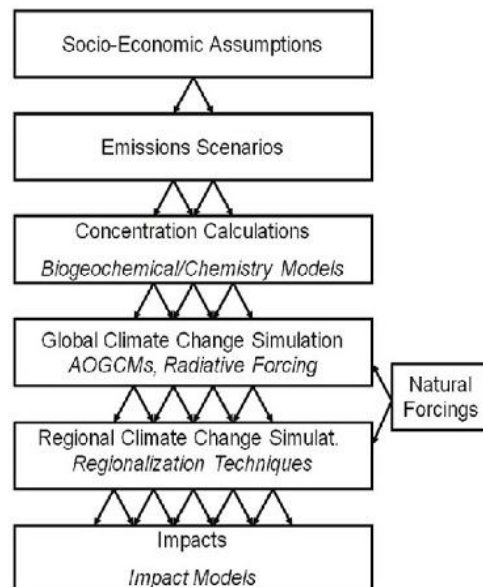 Socio-Economic Assumptions
Emissions Scenarios
Concentration Calculations
Biogeochemical/Chemistry Models
Global Climate Change Simulation
AOGCMs, Radiative Forcing
Natural
Forcings
Regional Climate Change Simulat.
Regionalization Techniques
Impacts
Impact Models